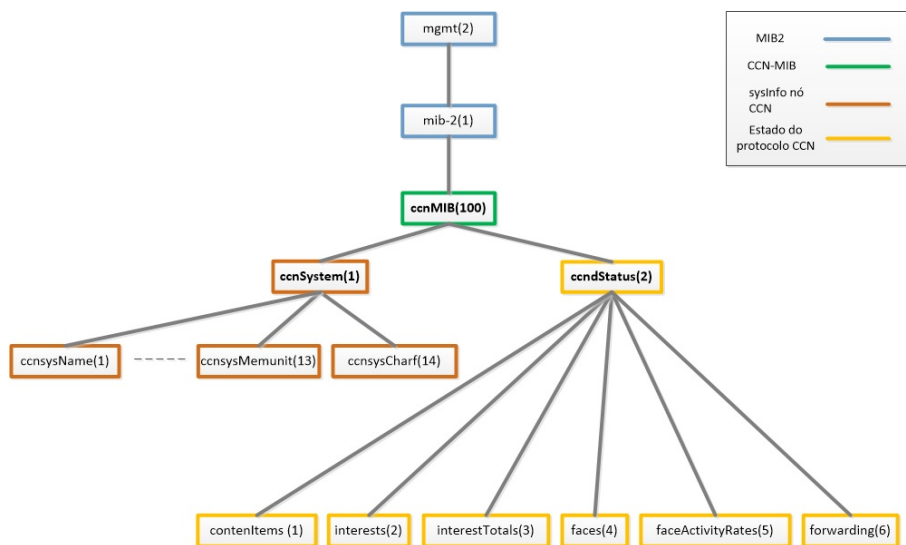 mgmt(2)
MIB2
CCN-MIB
sysInfo nó
CCN
Estado do
protocolo CCN
mib-2(1)
ccnMIB(100)
ccnSystem(1)
ccndStatus(2)
ccnsysName(1)
ccnsysMemunit(13)
ccnsysCharf(14)
contenItems (1)
interests(2)
interestTotals(3)
faces(4)
faceActivityRates(5)
forwarding(6)